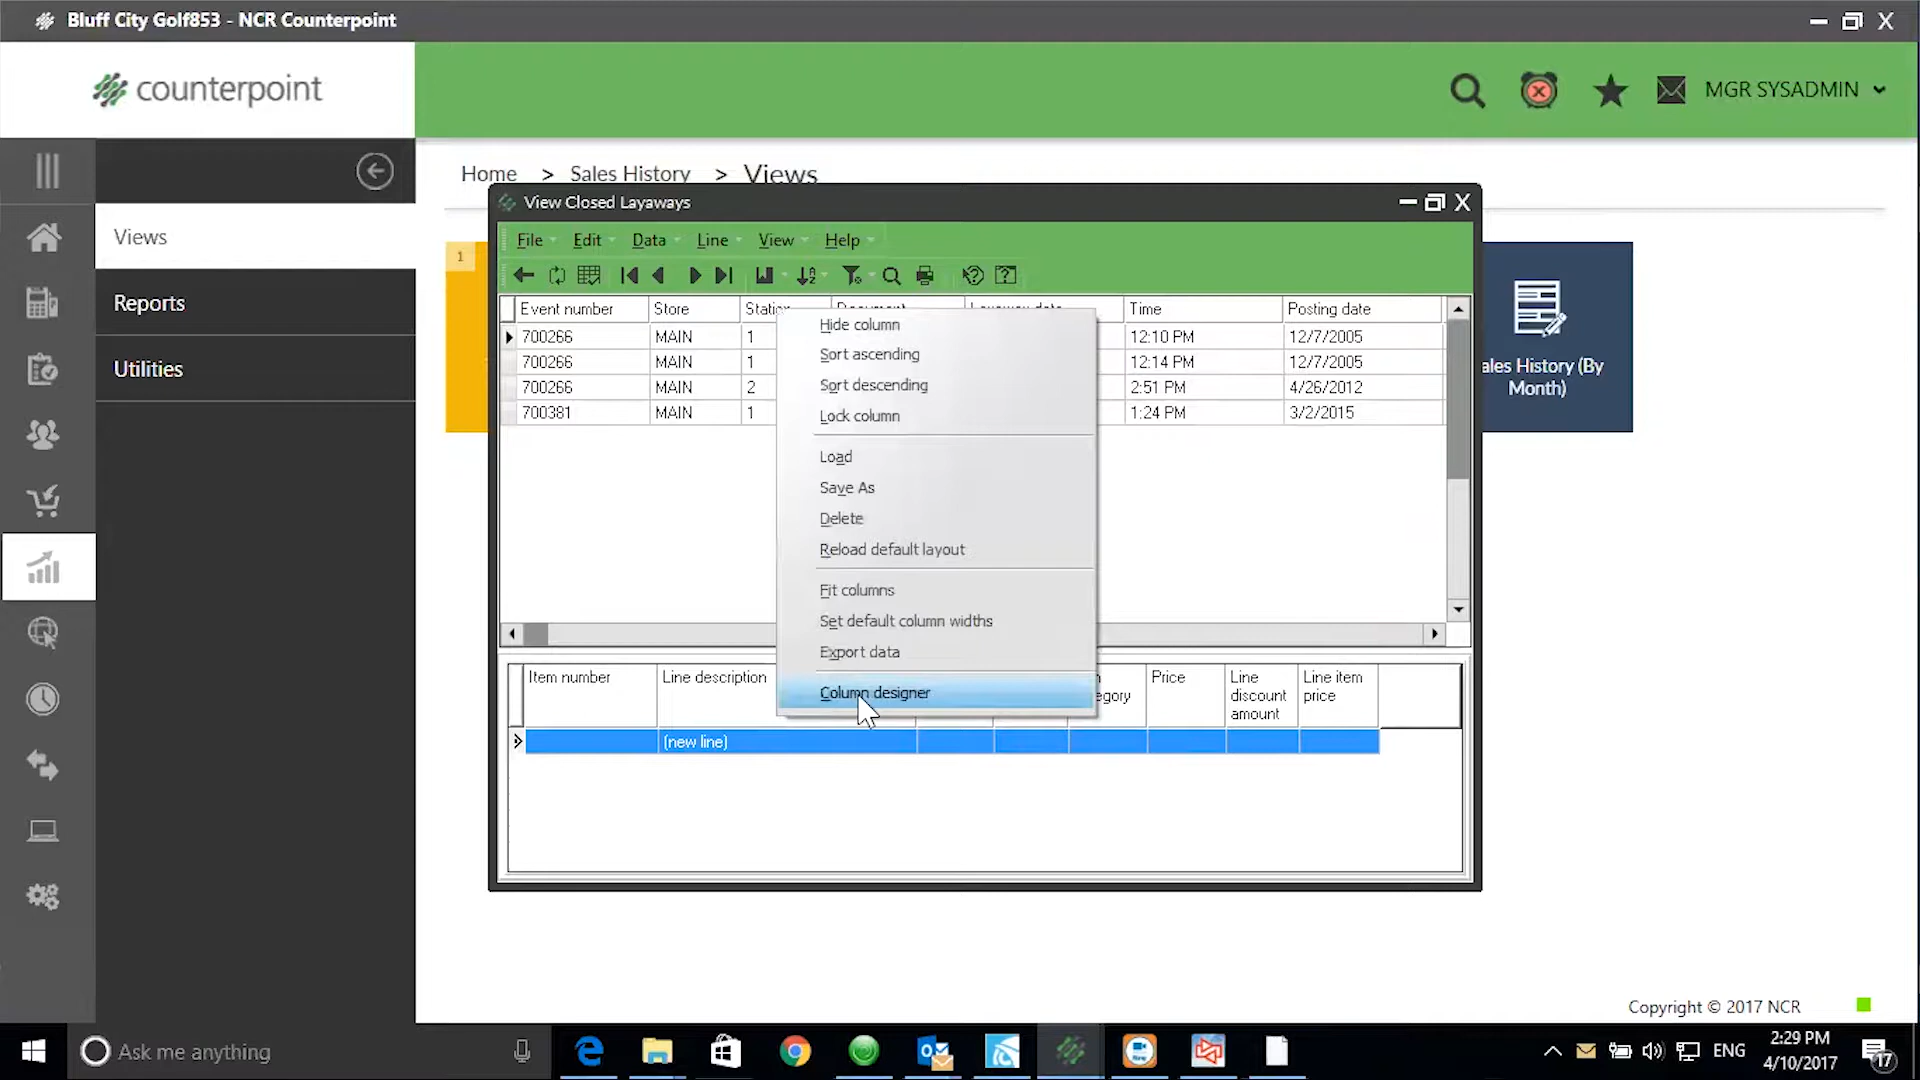 Bluff City Golf853 - NCR Counterpoint
counterpoint
MGR SYSADMIN
Home > Sales History > Views
Views
Reports
Utilities
1
View Closed Layaways
File Edit Data Line View Help
Event number Store Time Posting date
700266 MAIN 1 12:10 PM 12/7/2005
700266 MAIN 1 12:14 PM 12/7/2005
700266 MAIN 2 2:51 PM 4/26/2012
700381 MAIN 1 1:24 PM 3/2/2015
Hide column
Sort ascending
Sort descending
Lock column
Load
Save As
Delete
Reload default layout
Fit columns
Set default column widths
Export data
Column designer
ales History (By
Month)
Item number Line description egory Price Line discount amount Line item price
(new line)
Copyright © 2017 NCR
Ask me anything
ENG
2:29 PM
4/10/2017
17